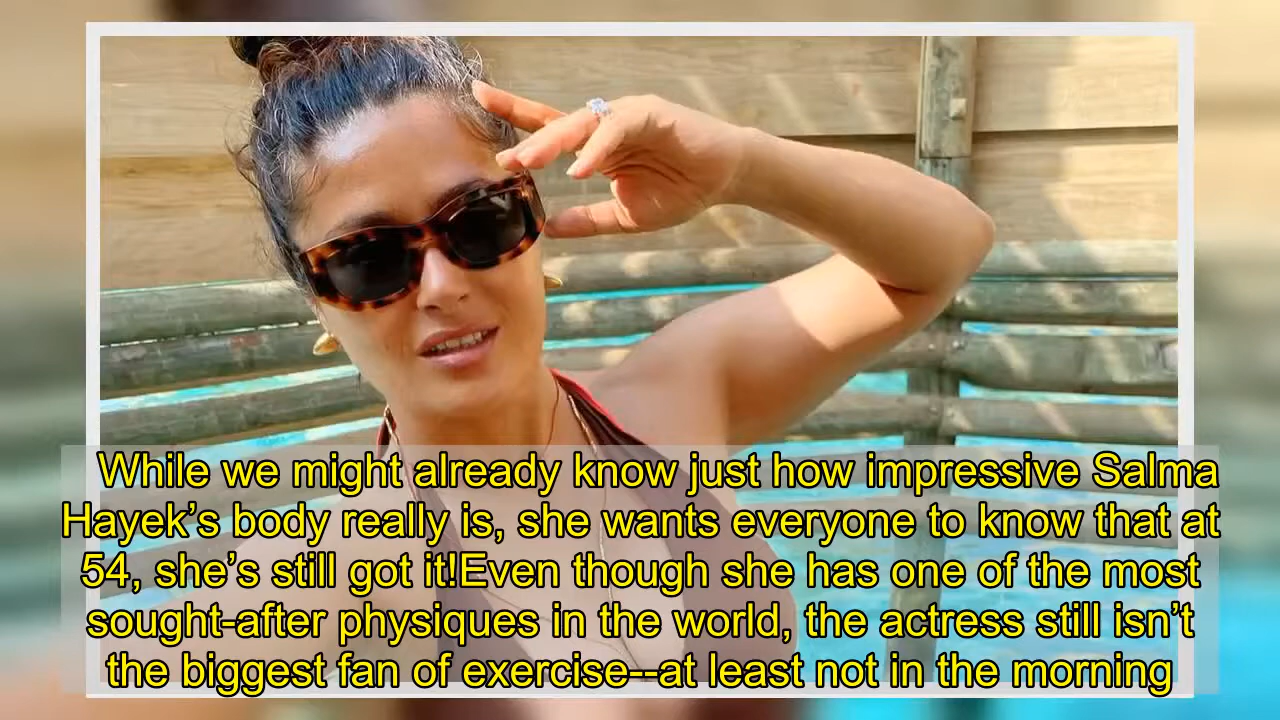 While we might already know just how impressive Salma
Hayek’s body really is, she wants everyone to know that at
54, she’s still got it!Even though she has one of the most
sought-after physiques in the world, the actress still isn’t
the biggest fan of exercise--at least not in the morning